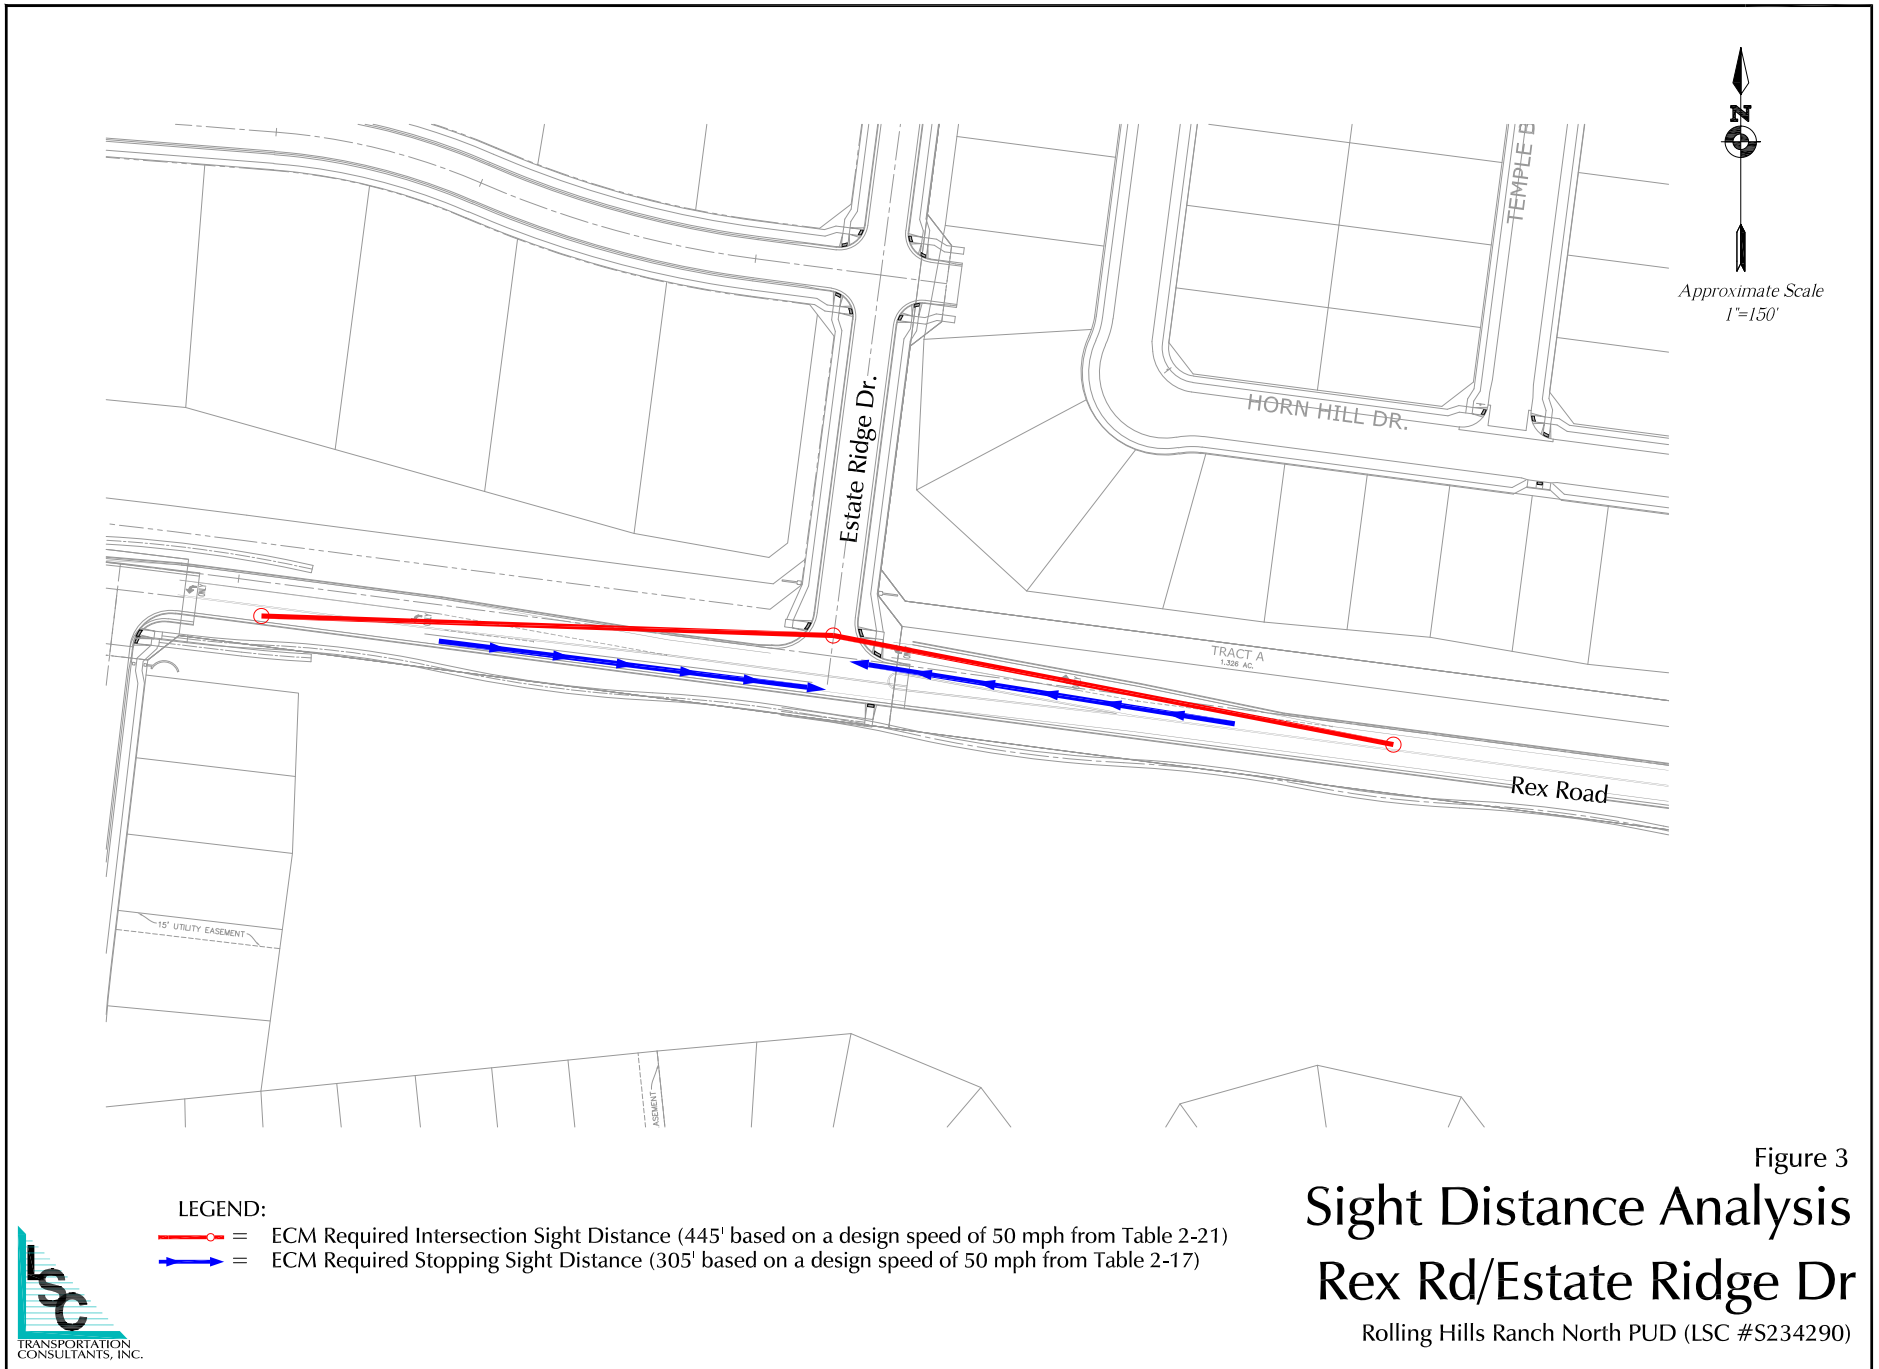 N
Approximate Scale
1"=150'
TEMPLE B
HORN HILL DR.
Estate Ridge Dr.
TRACT A
1.326 AC.
Rex Road
15' UTILITY EASEMENT
ASEMENT
Figure 3
Sight Distance Analysis
Rex Rd/Estate Ridge Dr
Rolling Hills Ranch North PUD (LSC #S234290)
LEGEND:
= ECM Required Intersection Sight Distance (445' based on a design speed of 50 mph from Table 2-21)
= ECM Required Stopping Sight Distance (305' based on a design speed of 50 mph from Table 2-17)
LSC
TRANSPORTATION
CONSULTANTS, INC.